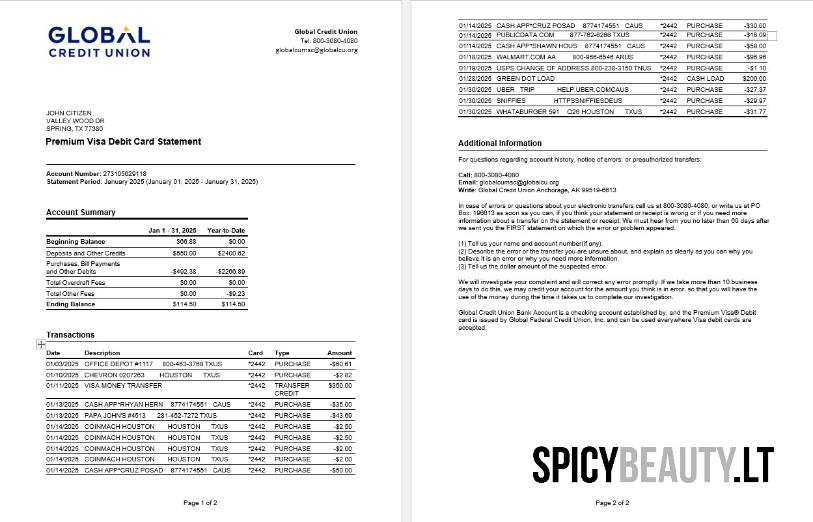 GLOBAL
CREDIT UNION
Global Credit Union
Tel: 800-3080-4080
globalcumsc@globalcu.org
JOHN CITIZEN
VALLEY WOOD DR
SPRING, TX 77380
Premium Visa Debit Card Statement
Account Number: 273105629118
Statement Period: January 2025 (January 01, 2025 - January 31, 2025)
Account Summary
Jan 1 - 31, 2025 Year-to-Date
Beginning Balance $66.88 $0.00
Deposits and Other Credits $550.00 $2400.62
Purchases, Bill Payments
and Other Debits -$402.38 -$2266.89
Total Overdraft Fees $0.00 $0.00
Total Other Fees $0.00 -$9.23
Ending Balance $114.50 $114.50
Transactions
Date Description Card Type Amount
01/03/2025 OFFICE DEPOT #1117 800-463-3768 TXUS *2442 PURCHASE -$60.61
01/10/2025 CHEVRON 0207263 HOUSTON TXUS *2442 PURCHASE -$2.82
01/11/2025 VISA MONEY TRANSFER *2442 TRANSFER $350.00
CREDIT
01/13/2025 CASH APP*RHYAN HERN 8774174551 CAUS *2442 PURCHASE -$35.00
01/13/2025 PAPA JOHN'S #4513 281-452-7272 TXUS *2442 PURCHASE -$43.69
01/14/2025 COINMACH HOUSTON HOUSTON TXUS *2442 PURCHASE -$2.50
01/14/2025 COINMACH HOUSTON HOUSTON TXUS *2442 PURCHASE -$2.50
01/14/2025 COINMACH HOUSTON HOUSTON TXUS *2442 PURCHASE -$2.00
01/14/2025 COINMACH HOUSTON HOUSTON TXUS *2442 PURCHASE -$2.00
01/14/2025 CASH APP*CRUZ POSAD 8774174551 CAUS *2442 PURCHASE -$50.00
Page 1 of 2
01/14/2025 CASH APP*CRUZ POSAD 8774174551 CAUS *2442 PURCHASE -$30.00
01/14/2025 PUBLICDATA.COM 877-762-6266 TXUS *2442 PURCHASE -$18.09
01/14/2025 CASH APP*SHAWN HOUS 8774174551 CAUS *2442 PURCHASE -$58.00
01/18/2025 WALMART.COM AA 800-966-6546 ARUS *2442 PURCHASE -$96.96
01/19/2025 USPS CHANGE OF ADDRESS 800-238-3150 TNUS *2442 PURCHASE -$1.10
01/28/2025 GREEN DOT LOAD *2442 CASH LOAD $200.00
01/30/2025 UBER TRIP HELP.UBER.COMCAUS *2442 PURCHASE -$27.37
01/30/2025 SNIFFIES HTTPSSNIFFIESDEUS *2442 PURCHASE -$29.97
01/30/2025 WHATABURGER 591 Q26 HOUSTON TXUS *2442 PURCHASE -$31.77
Additional Information
For questions regarding account history, notice of errors, or preauthorized transfers:
Call: 800-3080-4080
Email: globalcumsc@globalcu.org
Write: Global Credit Union Anchorage, AK 99519-6613
In case of errors or questions about your electronic transfers call us at 800-3080-4080, or write us at PO
Box: 196613 as soon as you can, if you think your statement or receipt is wrong or if you need more
information about a transfer on the statement or receipt. We must hear from you no later than 60 days after
we sent you the FIRST statement on which the error or problem appeared.
(1) Tell us your name and account number(if any).
(2) Describe the error or the transfer you are unsure about, and explain as clearly as you can why you
believe it is an error or why you need more information.
(3) Tell us the dollar amount of the suspected error.
We will investigate your complaint and will correct any error promptly. If we take more than 10 business
days to do this, we may credit your account for the amount you think is in error, so that you will have the
use of the money during the time it takes us to complete our investigation.
Global Credit Union Bank Account is a checking account established by, and the Premium Visa® Debit
card is issued by Global Federal Credit Union, Inc. and can be used everywhere Visa debit cards are
accepted.
SPICYBEAUTY.LT
Page 2 of 2